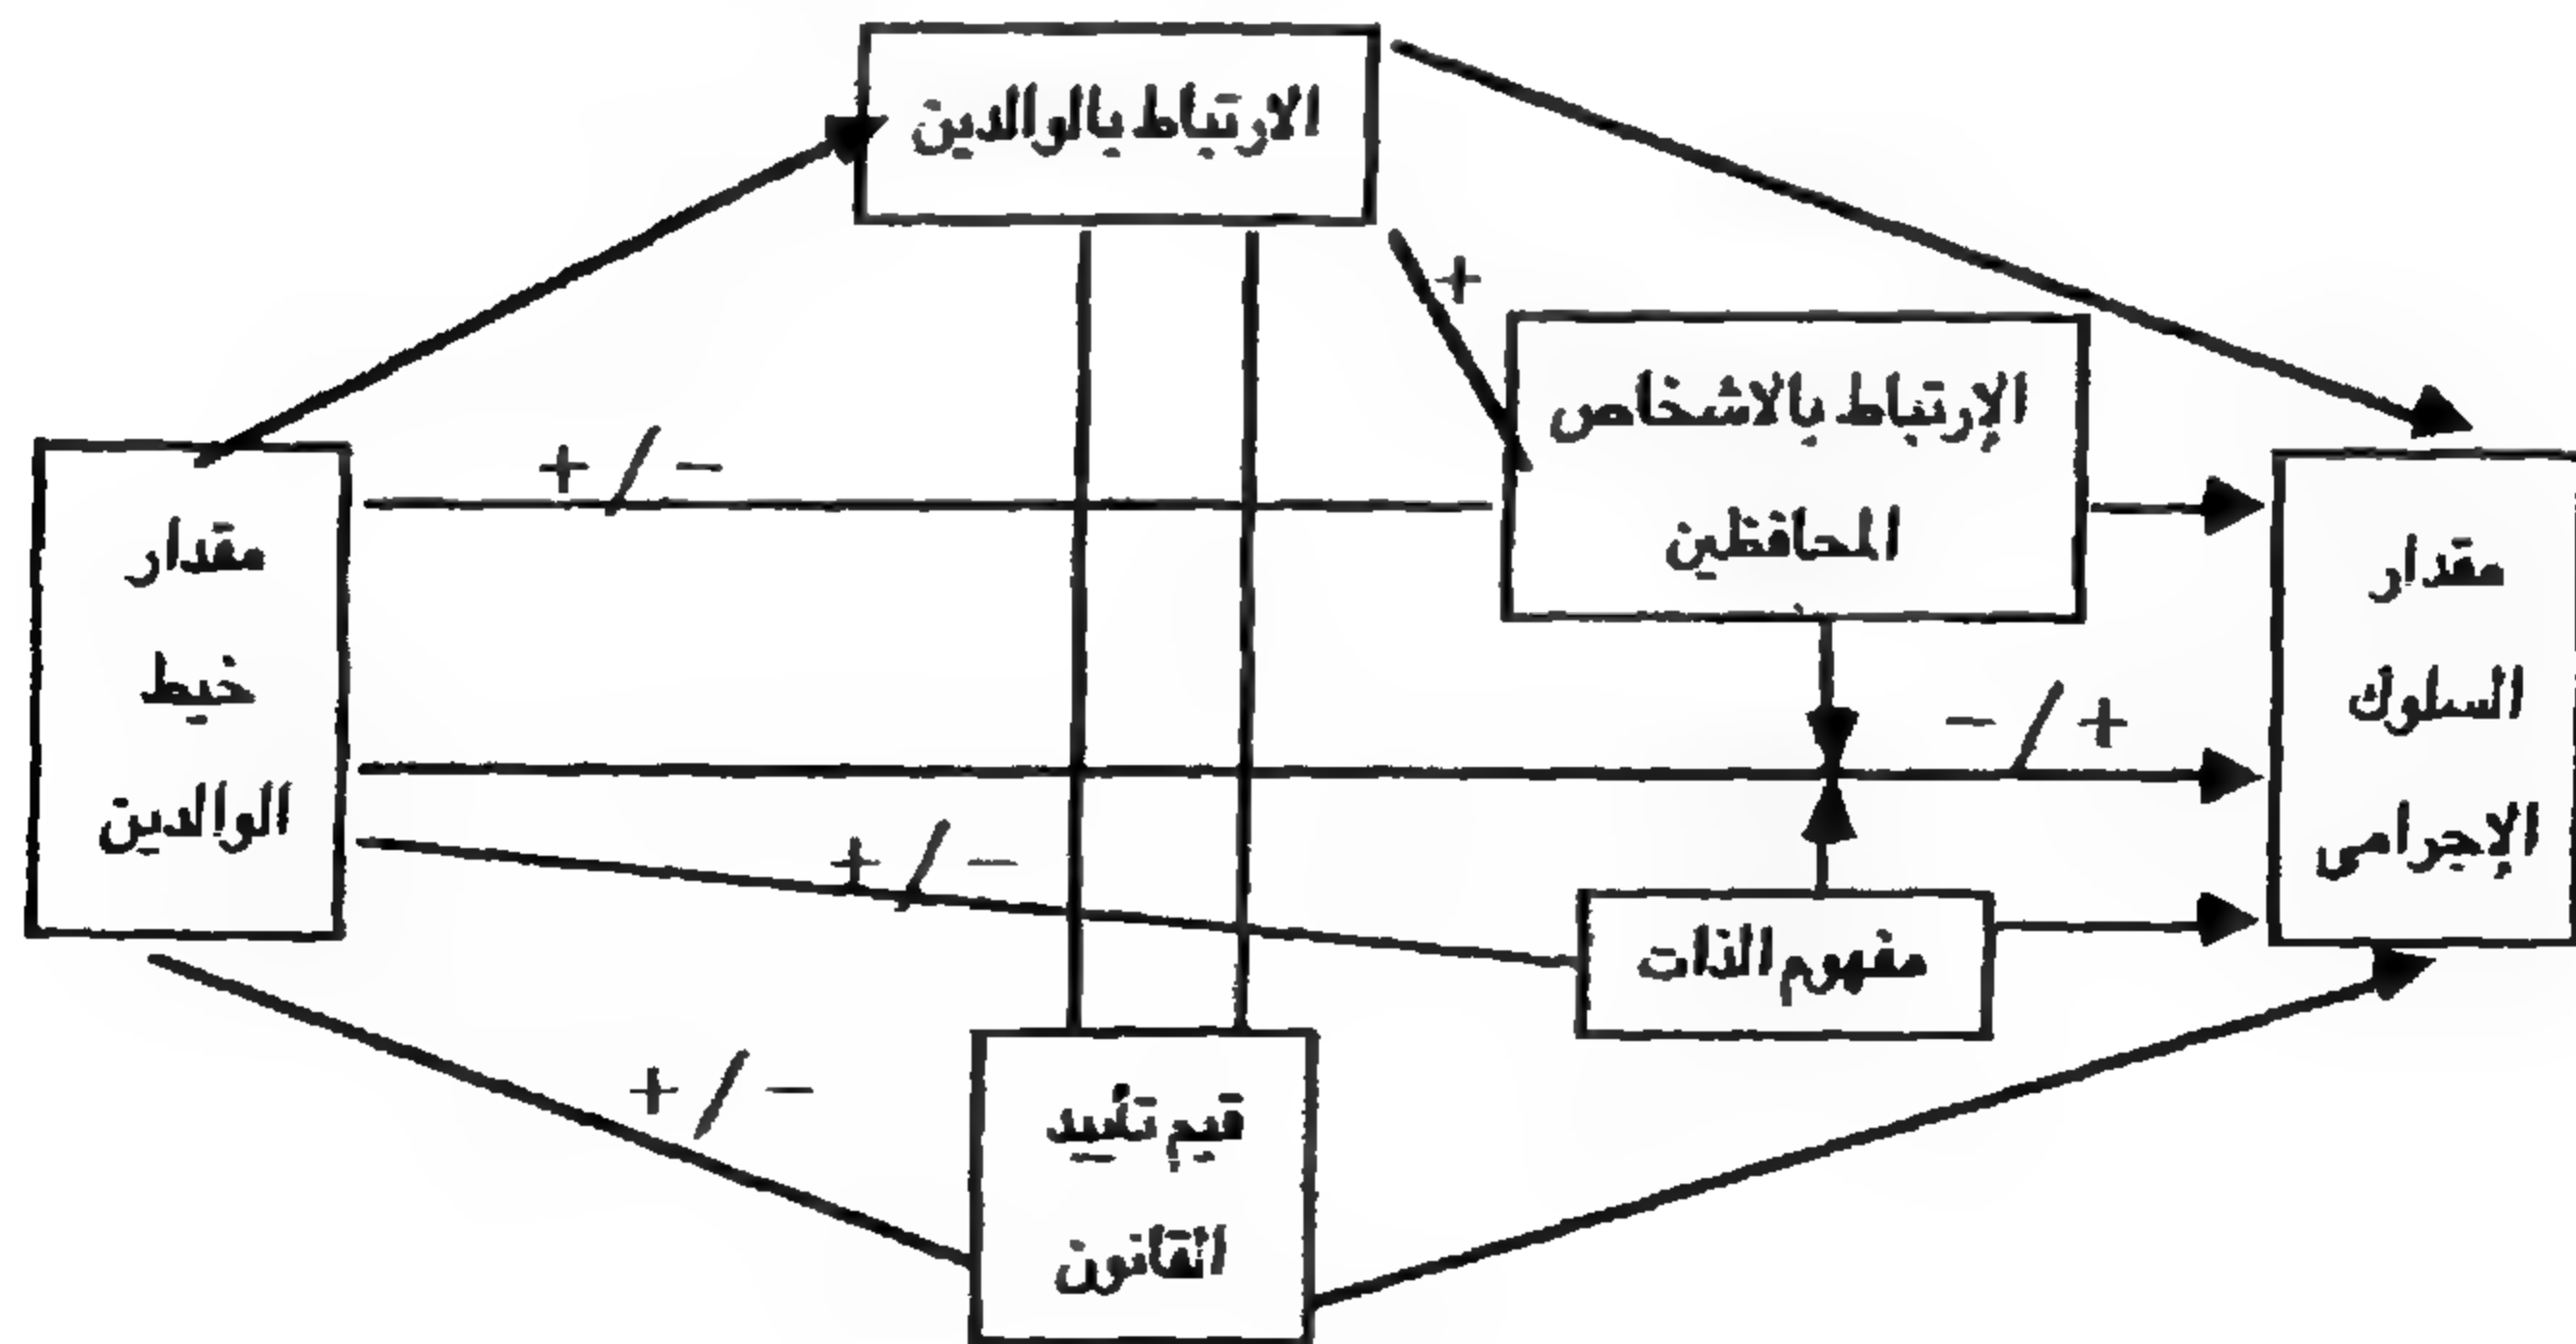 الارتباط بالوالدين
+
الإرتباط بالاشخاص
المحافظين
+/-
مقدار
السلوك
الإجرامى
مقدار
خيط
الوالدين
-/+
+/-
مفهوم الذات
+/-
قيم تأييد
القانون